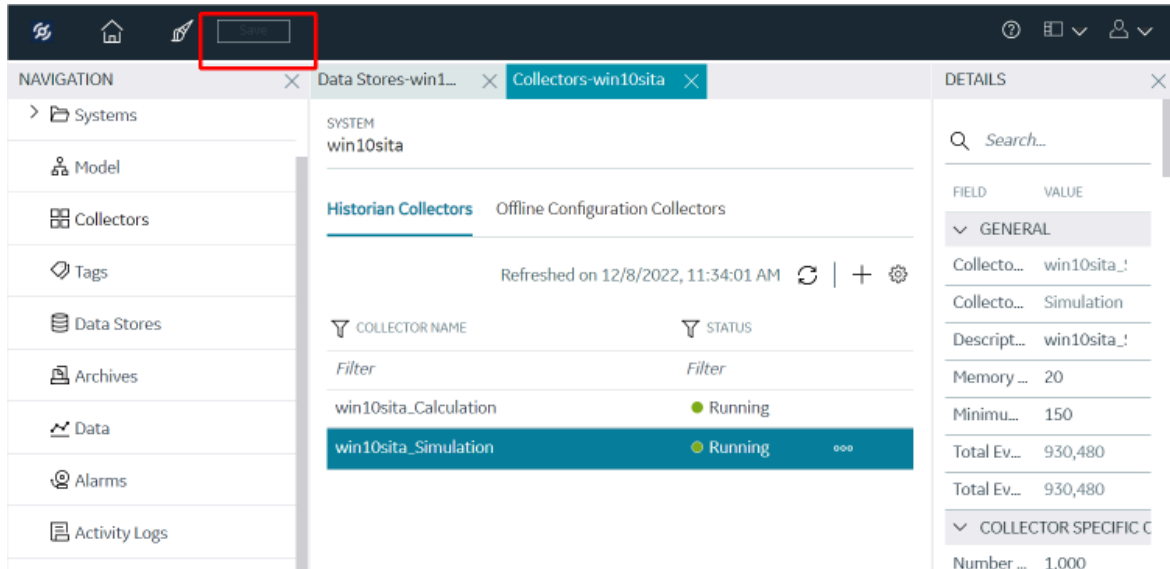 Save
NAVIGATION
Systems
Model
Collectors
Tags
Data Stores
Archives
Data
Alarms
Activity Logs
Data Stores-win1...
Collectors-win10sita
SYSTEM
win10sita
Historian Collectors
Offline Configuration Collectors
Refreshed on 12/8/2022, 11:34:01 AM
COLLECTOR NAME STATUS
Filter Filter
win10sita_Calculation Running
win10sita_Simulation Running
DETAILS
Search...
FIELD VALUE
GENERAL
Collecto... win10sita_
Collecto... Simulation
Descript... win10sita_
Memory ... 20
Minimu... 150
Total Ev... 930,480
Total Ev... 930,480
COLLECTOR SPECIFIC
Number ... 1,000